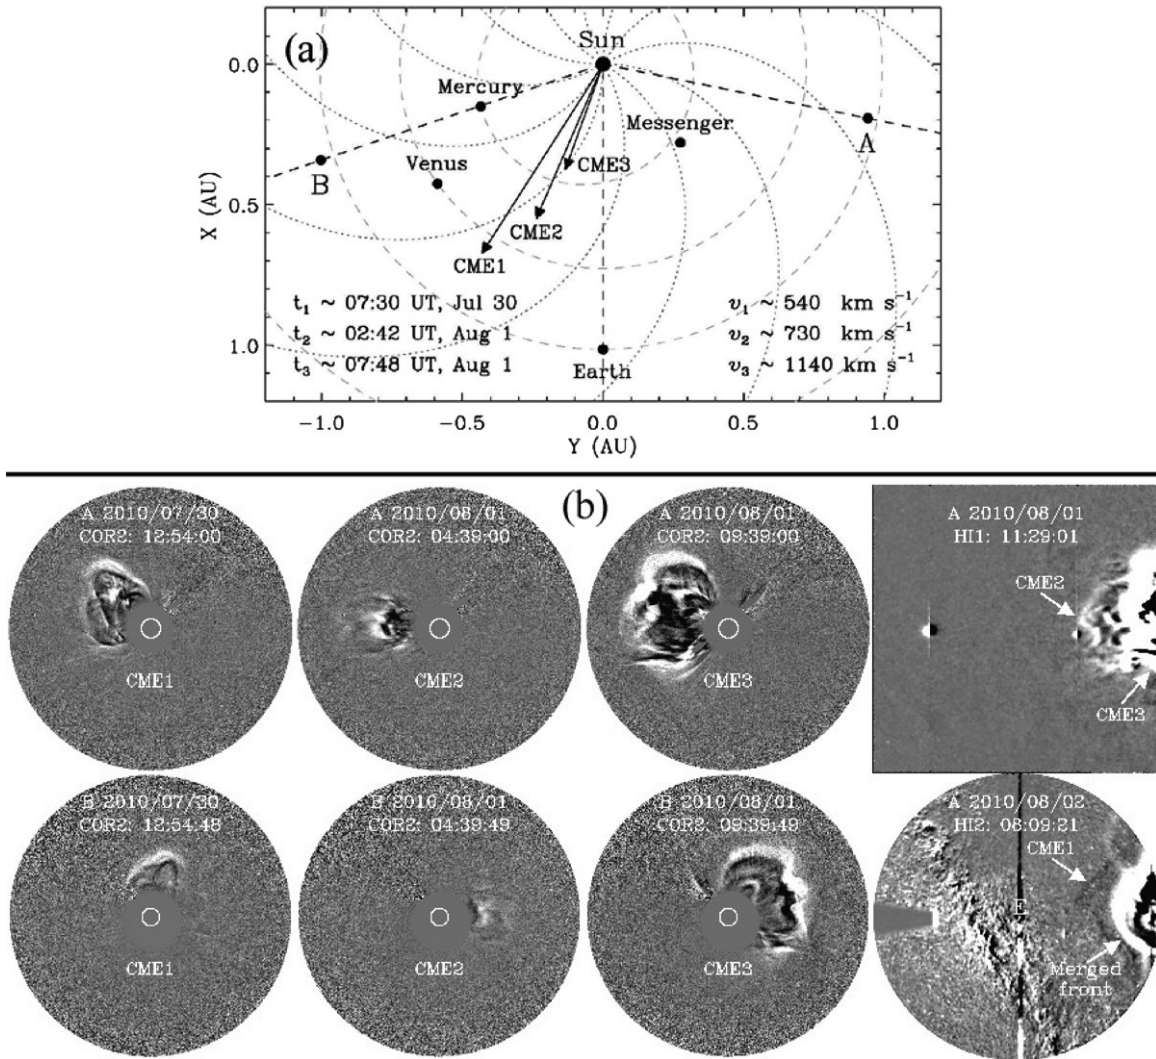 (a)
Sun
0.0
Mercury
Messenger
CME3
A
Venus
B
X (AU)
0.5
CME2
CME1
t₁ ~ 07:30 UT, Jul 30
v₁ ~ 540 km s⁻¹
t₂ ~ 02:42 UT, Aug 1
v₂ ~ 730 km s⁻¹
1.0
t₃ ~ 07:48 UT, Aug 1
Earth
v₃ ~ 1140 km s⁻¹
−1.0 −0.5 0.0 0.5 1.0
Y (AU)
(b)
A 2010/07/30
COR2: 12:54:00
CME1
A 2010/08/01
COR2: 04:39:00
CME2
A 2010/08/01
COR2: 09:39:00
CME3
A 2010/08/01
HI1: 11:29:01
CME2
CME3
B 2010/07/30
COR2: 12:54:48
CME1
B 2010/08/01
COR2: 04:39:49
CME2
B 2010/08/01
COR2: 09:39:49
CME3
A 2010/08/02
HI2: 08:09:21
CME1
E
Merged
front